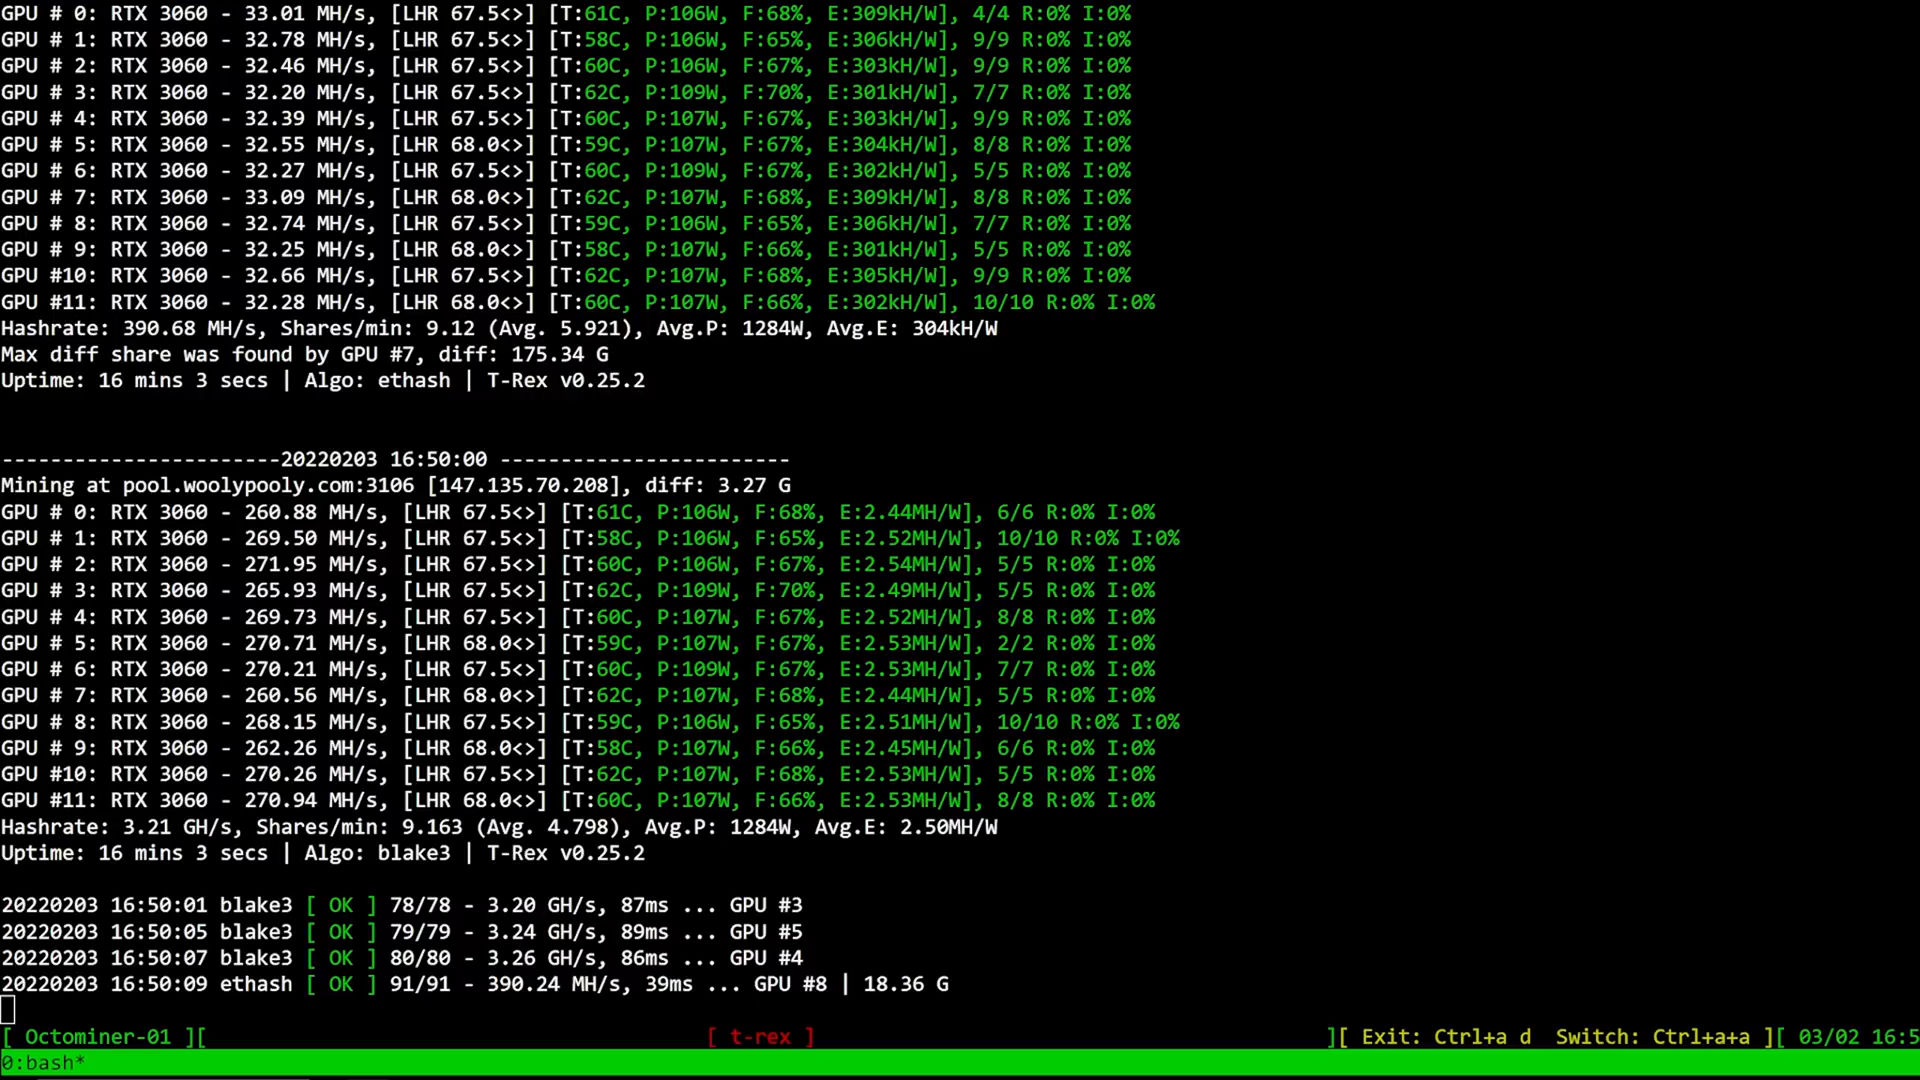 GPU # 0: RTX 3060 - 33.01 MH/s, [LHR 67.5<>] [T:61C, P:106W, F:68%, E:309kH/W], 4/4 R:0% I:0%
GPU # 1: RTX 3060 - 32.78 MH/s, [LHR 67.5<>] [T:58C, P:106W, F:65%, E:306kH/W], 9/9 R:0% I:0%
GPU # 2: RTX 3060 - 32.46 MH/s, [LHR 67.5<>] [T:60C, P:106W, F:67%, E:303kH/W], 9/9 R:0% I:0%
GPU # 3: RTX 3060 - 32.20 MH/s, [LHR 67.5<>] [T:62C, P:109W, F:70%, E:301kH/W], 7/7 R:0% I:0%
GPU # 4: RTX 3060 - 32.39 MH/s, [LHR 67.5<>] [T:60C, P:107W, F:67%, E:303kH/W], 9/9 R:0% I:0%
GPU # 5: RTX 3060 - 32.55 MH/s, [LHR 68.0<>] [T:59C, P:107W, F:67%, E:304kH/W], 8/8 R:0% I:0%
GPU # 6: RTX 3060 - 32.27 MH/s, [LHR 67.5<>] [T:60C, P:109W, F:67%, E:302kH/W], 5/5 R:0% I:0%
GPU # 7: RTX 3060 - 33.09 MH/s, [LHR 68.0<>] [T:62C, P:107W, F:68%, E:309kH/W], 8/8 R:0% I:0%
GPU # 8: RTX 3060 - 32.74 MH/s, [LHR 67.5<>] [T:59C, P:106W, F:65%, E:306kH/W], 7/7 R:0% I:0%
GPU # 9: RTX 3060 - 32.25 MH/s, [LHR 68.0<>] [T:58C, P:107W, F:66%, E:301kH/W], 5/5 R:0% I:0%
GPU #10: RTX 3060 - 32.66 MH/s, [LHR 67.5<>] [T:62C, P:107W, F:68%, E:305kH/W], 9/9 R:0% I:0%
GPU #11: RTX 3060 - 32.28 MH/s, [LHR 68.0<>] [T:60C, P:107W, F:66%, E:302kH/W], 10/10 R:0% I:0%
Hashrate: 390.68 MH/s, Shares/min: 9.12 (Avg. 5.921), Avg.P: 1284W, Avg.E: 304kH/W
Max diff share was found by GPU #7, diff: 175.34 G
Uptime: 16 mins 3 secs | Algo: ethash | T-Rex v0.25.2
-----------------------20220203 16:50:00 ------------------------
Mining at pool.woolypooly.com:3106 [147.135.70.208], diff: 3.27 G
GPU # 0: RTX 3060 - 260.88 MH/s, [LHR 67.5<>] [T:61C, P:106W, F:68%, E:2.44MH/W], 6/6 R:0% I:0%
GPU # 1: RTX 3060 - 269.50 MH/s, [LHR 67.5<>] [T:58C, P:106W, F:65%, E:2.52MH/W], 10/10 R:0% I:0%
GPU # 2: RTX 3060 - 271.95 MH/s, [LHR 67.5<>] [T:60C, P:106W, F:67%, E:2.54MH/W], 5/5 R:0% I:0%
GPU # 3: RTX 3060 - 265.93 MH/s, [LHR 67.5<>] [T:62C, P:109W, F:70%, E:2.49MH/W], 5/5 R:0% I:0%
GPU # 4: RTX 3060 - 269.73 MH/s, [LHR 67.5<>] [T:60C, P:107W, F:67%, E:2.52MH/W], 8/8 R:0% I:0%
GPU # 5: RTX 3060 - 270.71 MH/s, [LHR 68.0<>] [T:59C, P:107W, F:67%, E:2.53MH/W], 2/2 R:0% I:0%
GPU # 6: RTX 3060 - 270.21 MH/s, [LHR 67.5<>] [T:60C, P:109W, F:67%, E:2.53MH/W], 7/7 R:0% I:0%
GPU # 7: RTX 3060 - 260.56 MH/s, [LHR 68.0<>] [T:62C, P:107W, F:68%, E:2.44MH/W], 5/5 R:0% I:0%
GPU # 8: RTX 3060 - 268.15 MH/s, [LHR 67.5<>] [T:59C, P:106W, F:65%, E:2.51MH/W], 10/10 R:0% I:0%
GPU # 9: RTX 3060 - 262.26 MH/s, [LHR 68.0<>] [T:58C, P:107W, F:66%, E:2.45MH/W], 6/6 R:0% I:0%
GPU #10: RTX 3060 - 270.26 MH/s, [LHR 67.5<>] [T:62C, P:107W, F:68%, E:2.53MH/W], 5/5 R:0% I:0%
GPU #11: RTX 3060 - 270.94 MH/s, [LHR 68.0<>] [T:60C, P:107W, F:66%, E:2.53MH/W], 8/8 R:0% I:0%
Hashrate: 3.21 GH/s, Shares/min: 9.163 (Avg. 4.798), Avg.P: 1284W, Avg.E: 2.50MH/W
Uptime: 16 mins 3 secs | Algo: blake3 | T-Rex v0.25.2
20220203 16:50:01 blake3 [ OK ] 78/78 - 3.20 GH/s, 87ms ... GPU #3
20220203 16:50:05 blake3 [ OK ] 79/79 - 3.24 GH/s, 89ms ... GPU #5
20220203 16:50:07 blake3 [ OK ] 80/80 - 3.26 GH/s, 86ms ... GPU #4
20220203 16:50:09 ethash [ OK ] 91/91 - 390.24 MH/s, 39ms ... GPU #8 | 18.36 G
[ Octominer-01 ][ [ t-rex ] ][ Exit: Ctrl+a d  Switch: Ctrl+a+a ][ 03/02 16:5
0:bash*